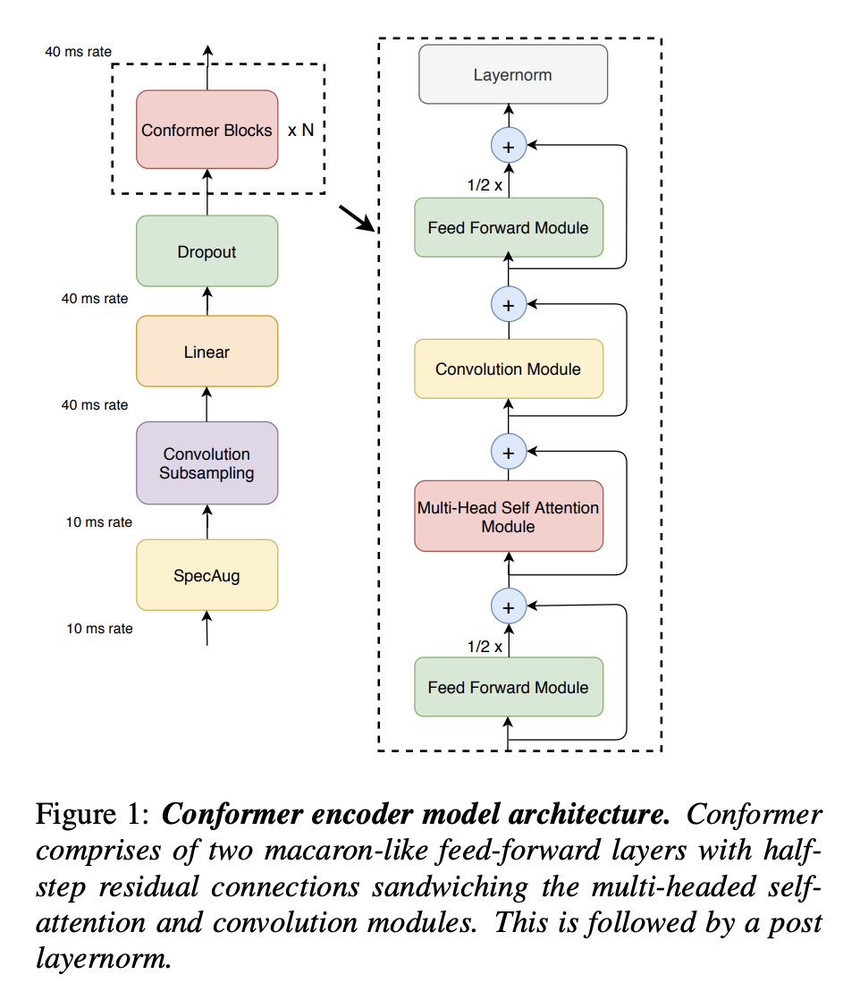 40 ms rate
Conformer Blocks
x N
Dropout
40 ms rate
Linear
40 ms rate
Convolution
Subsampling
10 ms rate
SpecAug
10 ms rate
Layernorm
+
1/2 x
Feed Forward Module
+
Convolution Module
+
Multi-Head Self Attention
Module
+
1/2 x
Feed Forward Module
Figure 1: Conformer encoder model architecture. Conformer
comprises of two macaron-like feed-forward layers with half-
step residual connections sandwiching the multi-headed self-
attention and convolution modules. This is followed by a post
layernorm.